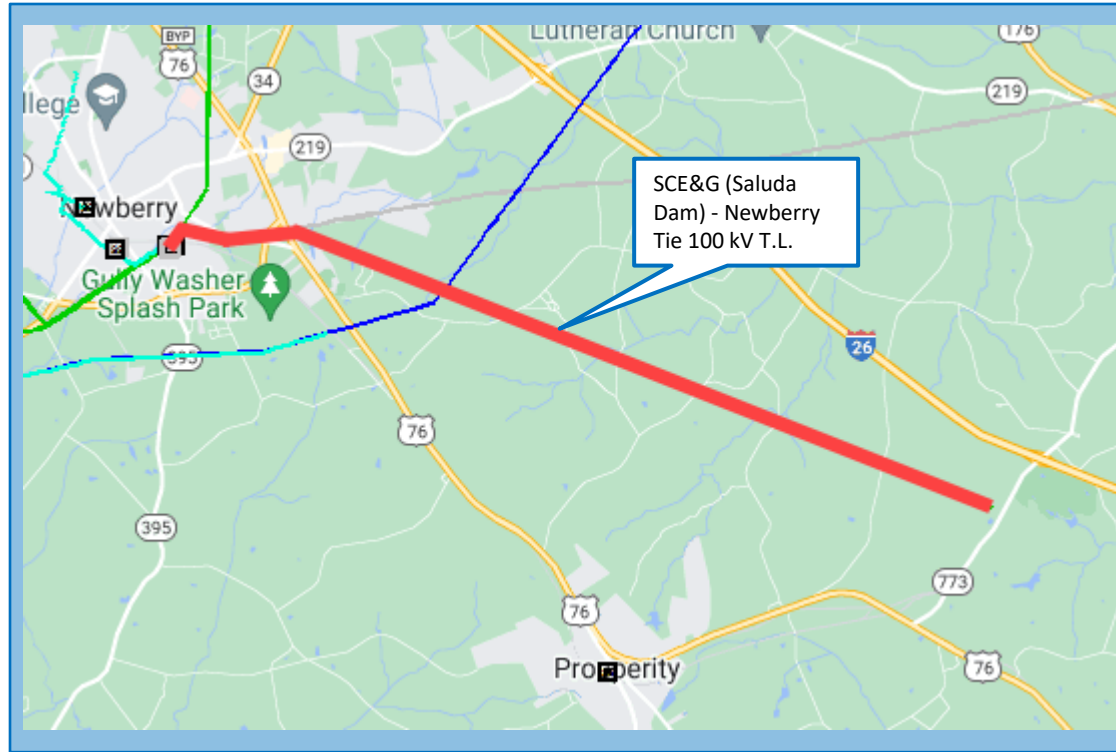 BYP
76
Lutheran Church
176
34
219
llege
219
SCE&G (Saluda
Dam) - Newberry
Tie 100 kV T.L.
Newberry
Gully Washer
Splash Park
26
395
76
395
773
76
76
Prosperity